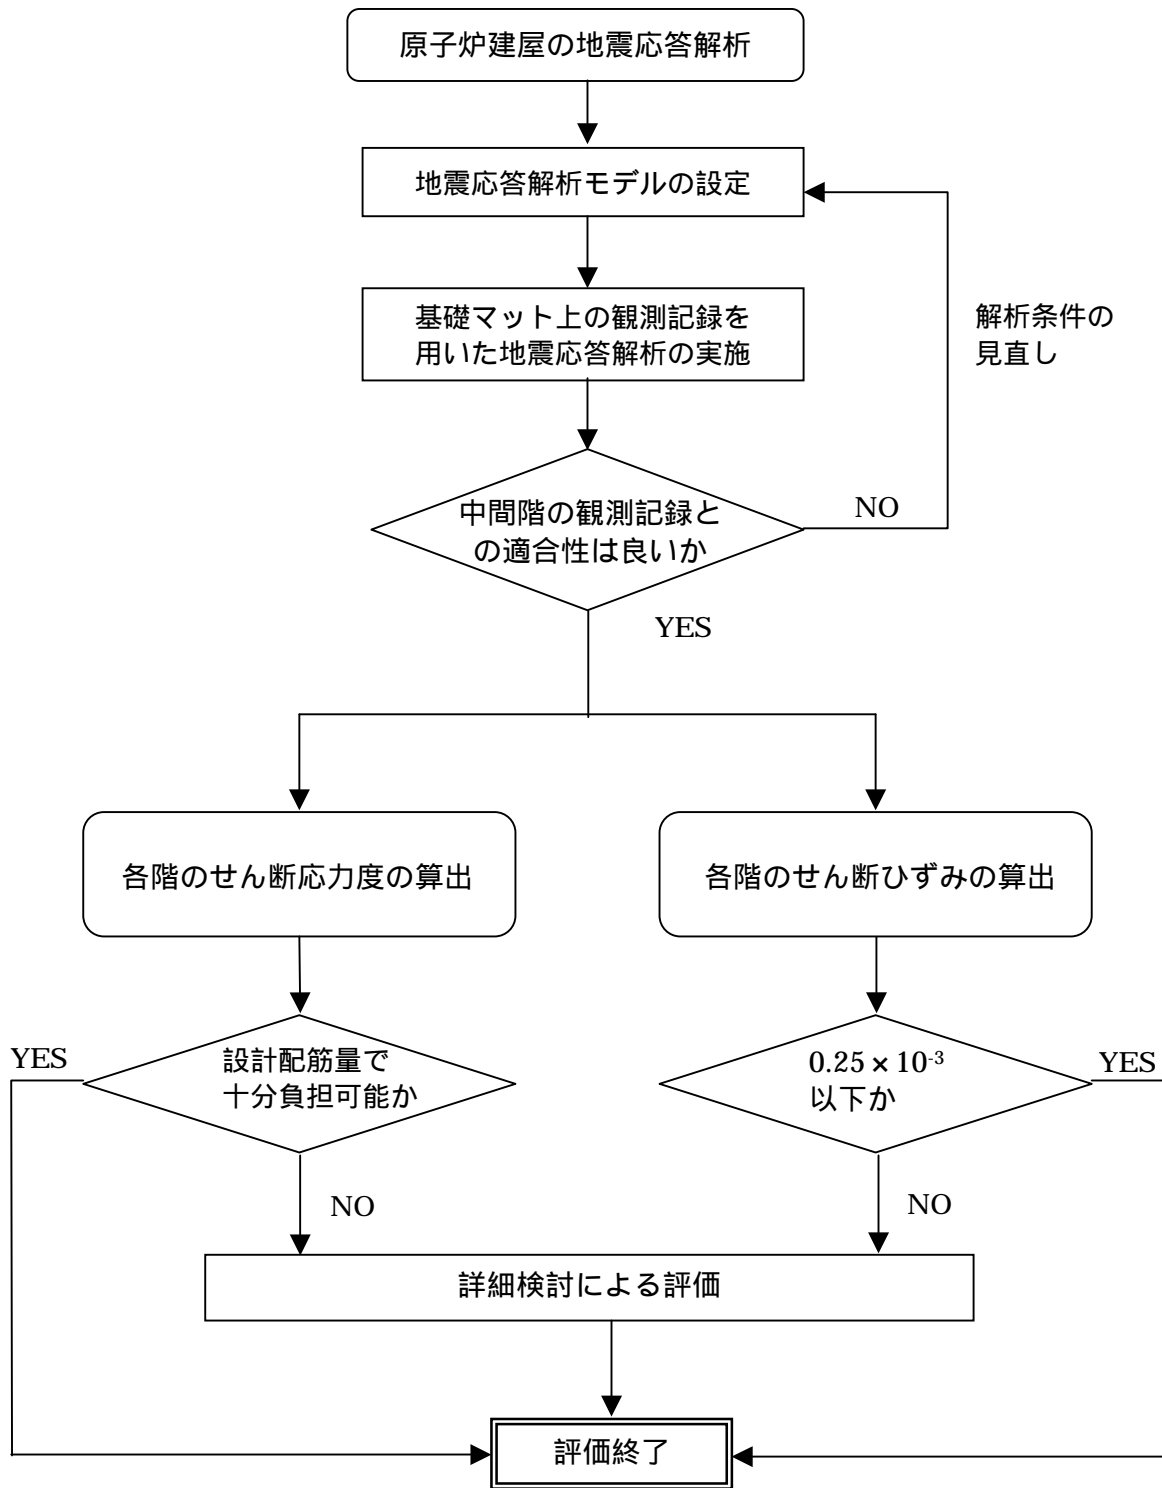 原子炉建屋の地震応答解析
地震応答解析モデルの設定
基礎マット上の観測記録を
用いた地震応答解析の実施
解析条件の
見直し
中間階の観測記録と
の適合性は良いか
NO
YES
各階のせん断応力度の算出
各階のせん断ひずみの算出
YES
設計配筋量で
十分負担可能か
0.25×10⁻³
以下か
YES
NO
NO
詳細検討による評価
評価終了